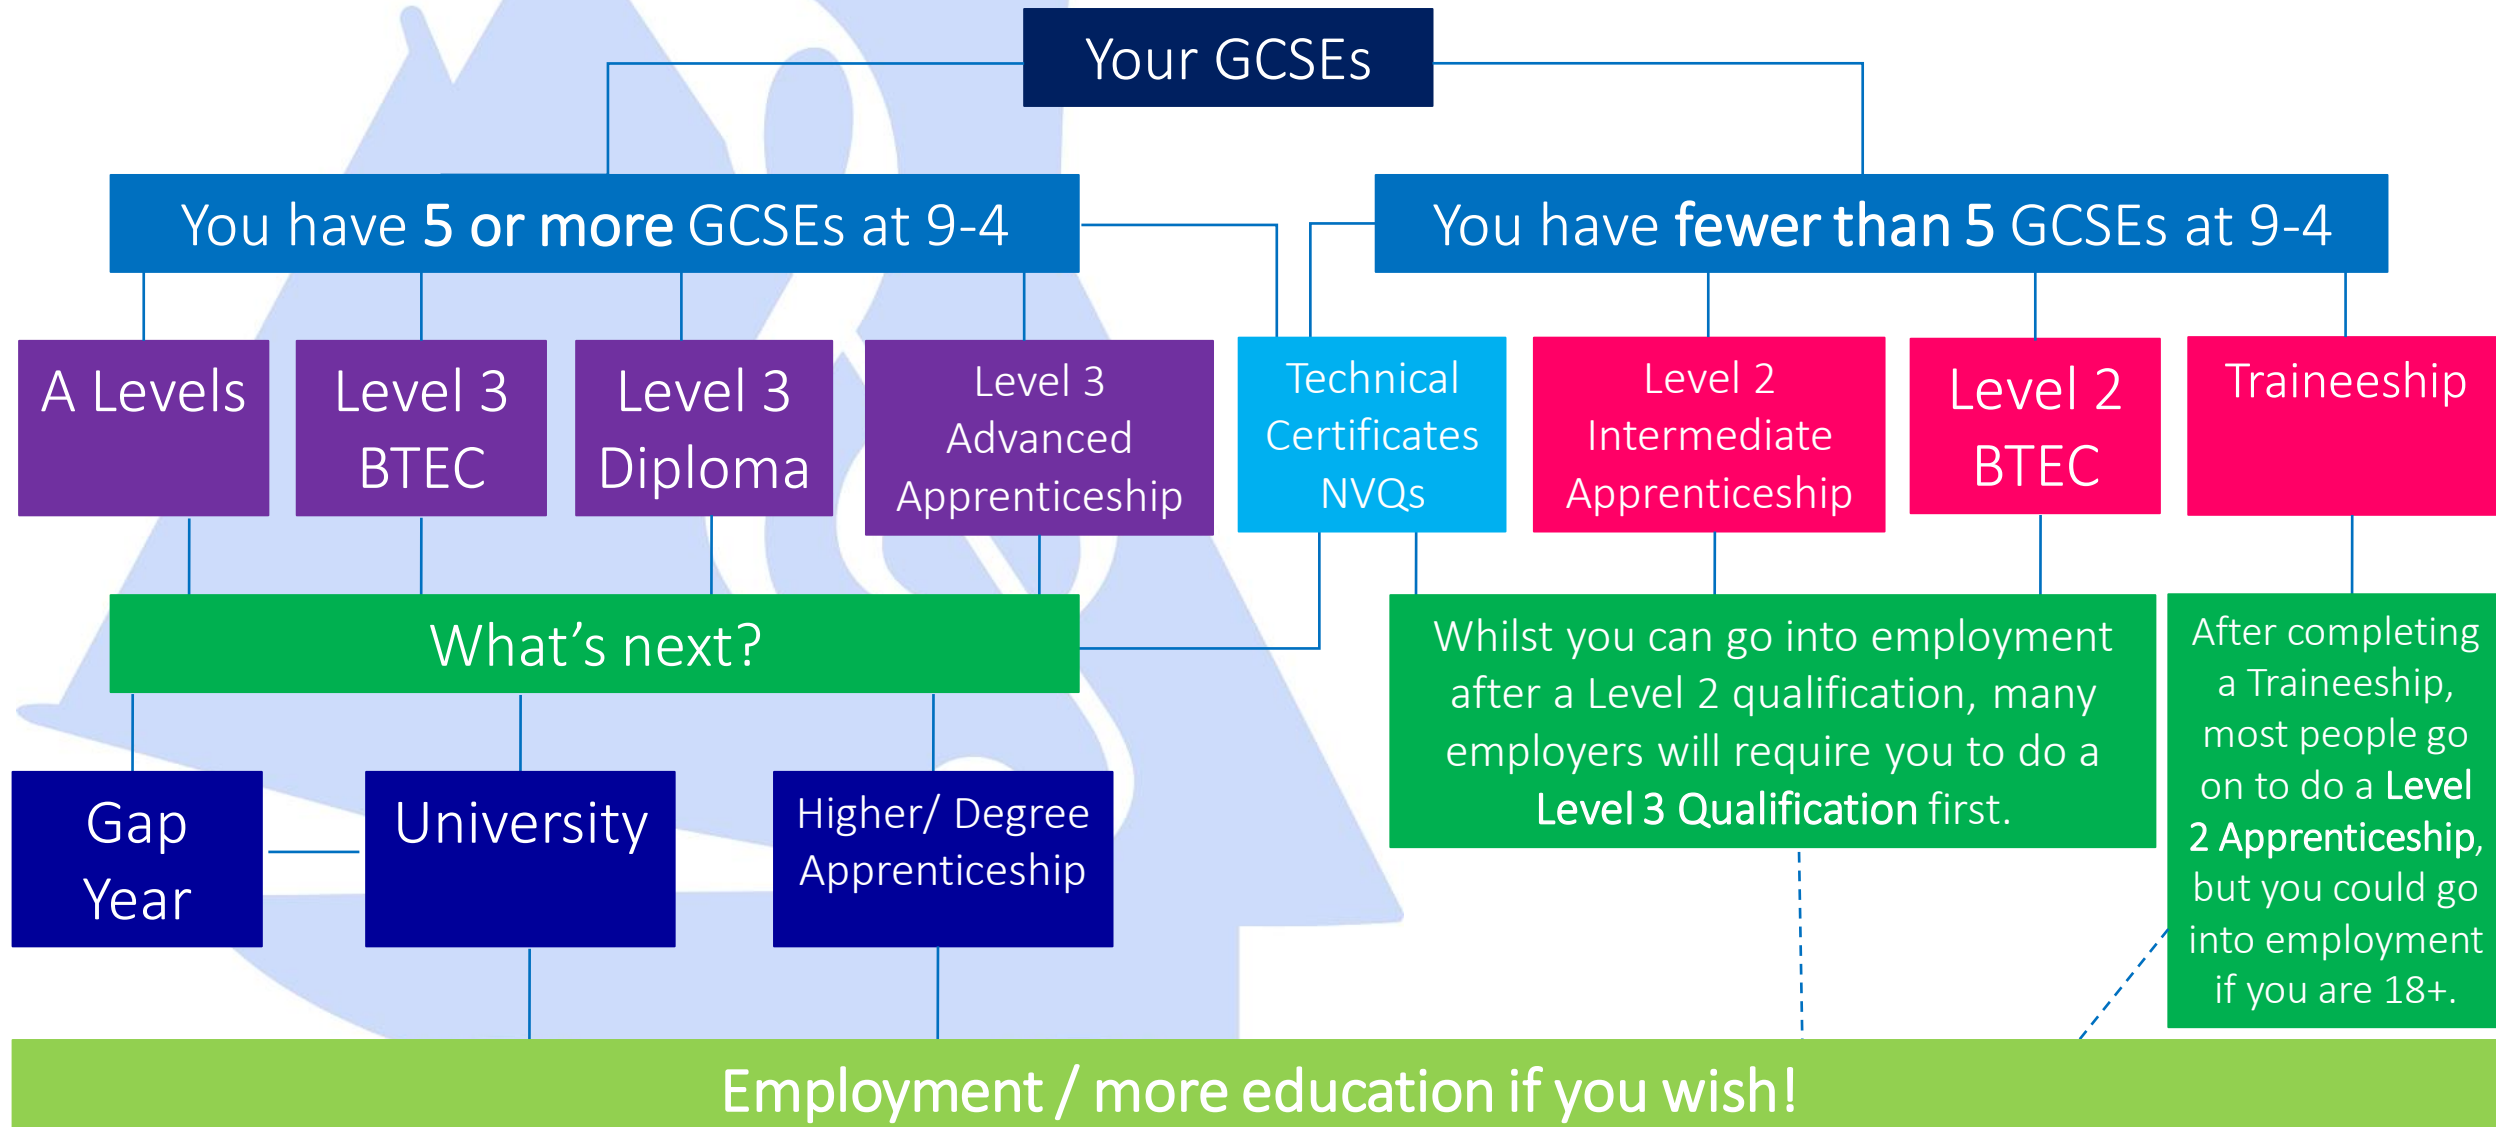 Your GCSEs
You have 5 or more GCSEs at 9-4
You have fewer than 5 GCSEs at 9-4
A Levels
Level 3
BTEC
Level 3
Diploma
Level 3
Advanced
Apprenticeship
Technical
Certificates
NVQs
Level 2
Intermediate
Apprenticeship
Level 2
BTEC
Traineeship
What’s next?
Whilst you can go into employment
after a Level 2 qualification, many
employers will require you to do a
Level 3 Qualification first.
After completing
a Traineeship,
most people go
on to do a Level
2 Apprenticeship,
but you could go
into employment
if you are 18+.
Gap
Year
University
Higher/ Degree
Apprenticeship
Employment / more education if you wish!